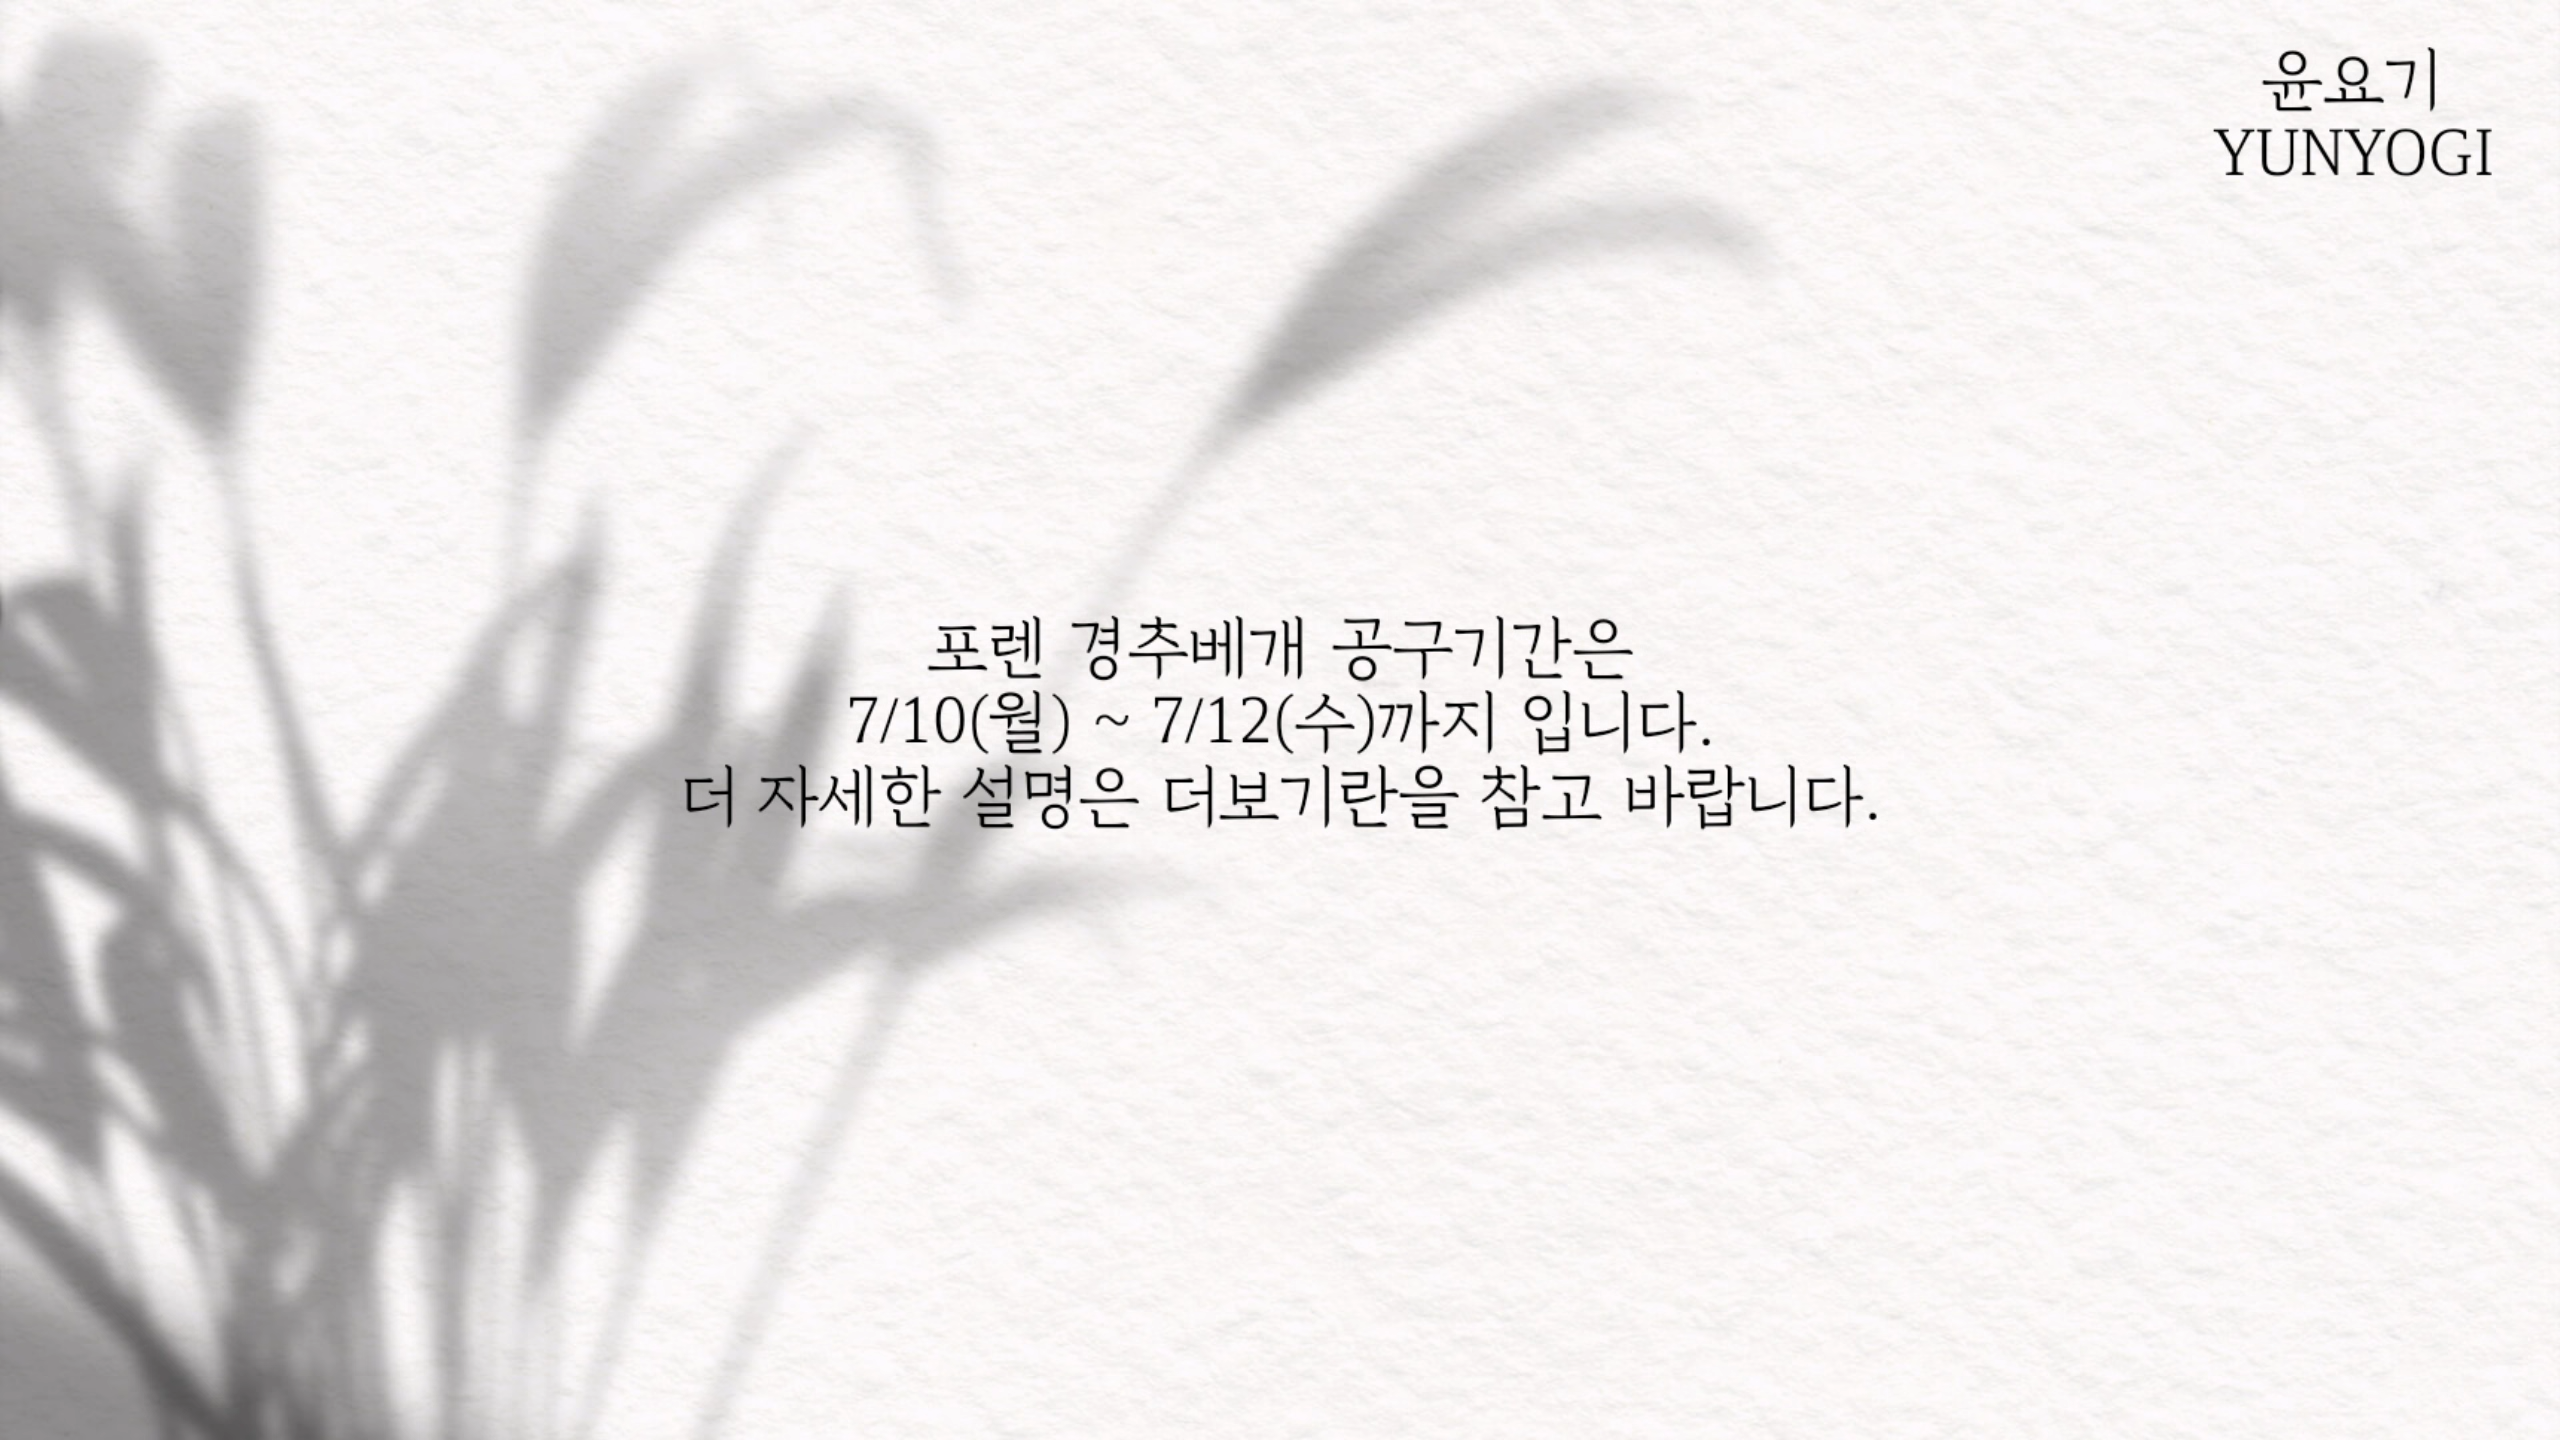 윤요기
YUNYOGI
포렌 경추베개 공구기간은
7/10(월) ~ 7/12(수)까지 입니다.
더 자세한 설명은 더보기란을 참고 바랍니다.